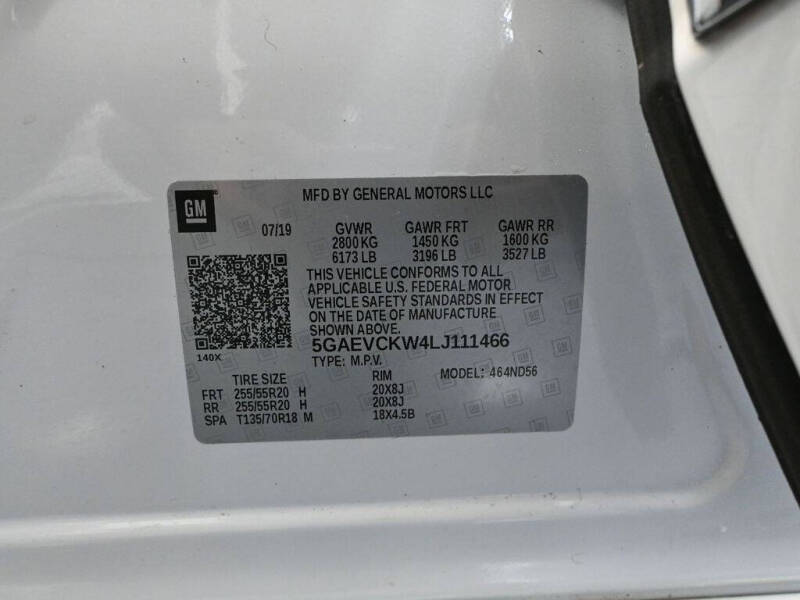 GM
MFD BY GENERAL MOTORS LLC
07/19 GVWR GAWR FRT GAWR RR
2800 KG 1450 KG 1600 KG
6173 LB 3196 LB 3527 LB
THIS VEHICLE CONFORMS TO ALL
APPLICABLE U.S. FEDERAL MOTOR
VEHICLE SAFETY STANDARDS IN EFFECT
ON THE DATE OF MANUFACTURE
SHOWN ABOVE.
5GAEVCKW4LJ111466
140X
TYPE: M.P.V. MODEL: 464ND56
TIRE SIZE RIM
FRT 255/55R20 H 20X8J
RR 255/55R20 H 20X8J
SPA T135/70R18 M 18X4.5B